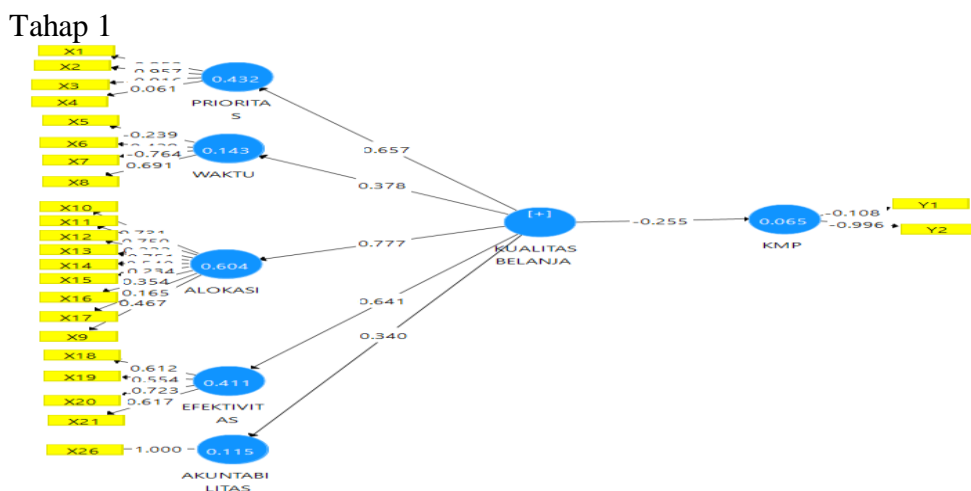 Tahap 1
X1
X2
X3
X4
0.957
0.061
0.432
PRIORITA
S
0.657
X5
X6
X7
X8
-0.239
-0.764
0.691
0.143
WAKTU
0.378
X10
X11
X12
X13
X14
X15
X16
X17
X9
0.234
0.354
0.165
0.467
0.604
ALOKASI
0.777
[+]
KUALITAS
BELANJA
-0.255
0.065
KMP
-0.108
-0.996
Y1
Y2
X18
X19
X20
X21
0.612
0.554
0.723
0.617
0.411
EFEKTIVIT
AS
0.641
X26
1.000
0.115
AKUNTABI
LITAS
0.340